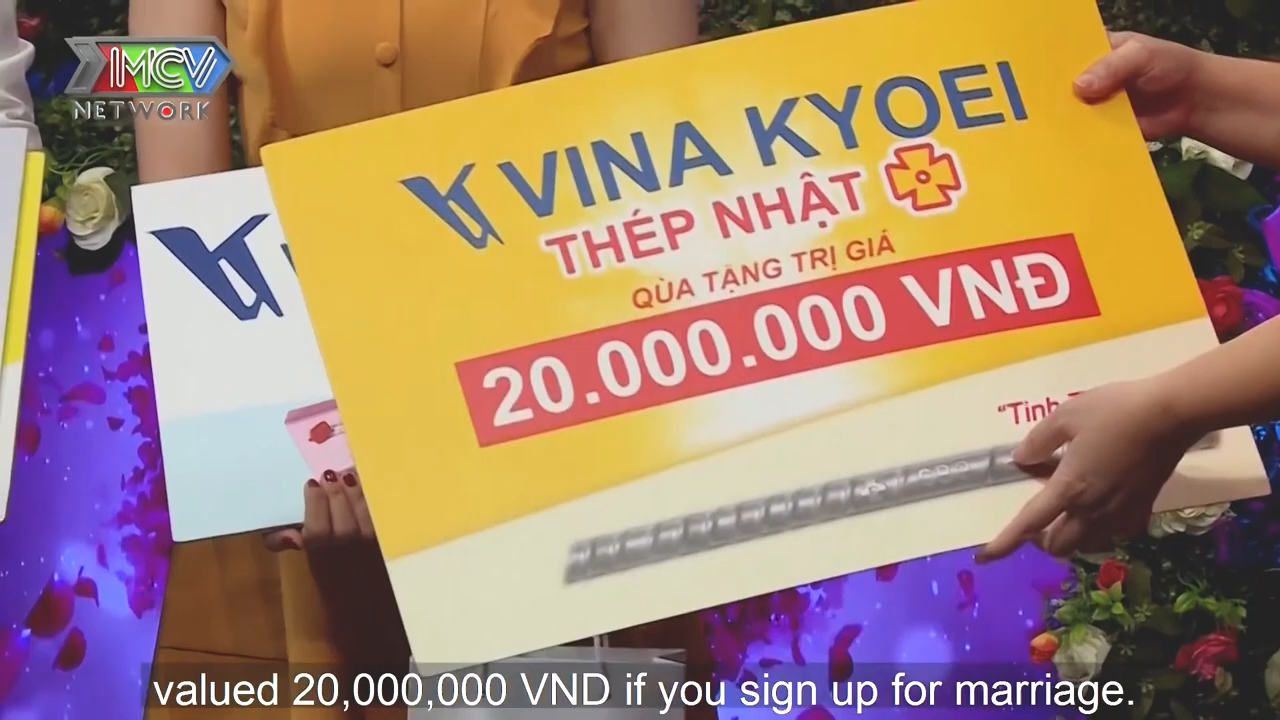 MCV
NETWORK
VINA KYOEI
THÉP NHẬT
QÙA TẶNG TRỊ GIÁ
20.000.000 VNĐ
valued 20,000,000 VND if you sign up for marriage.